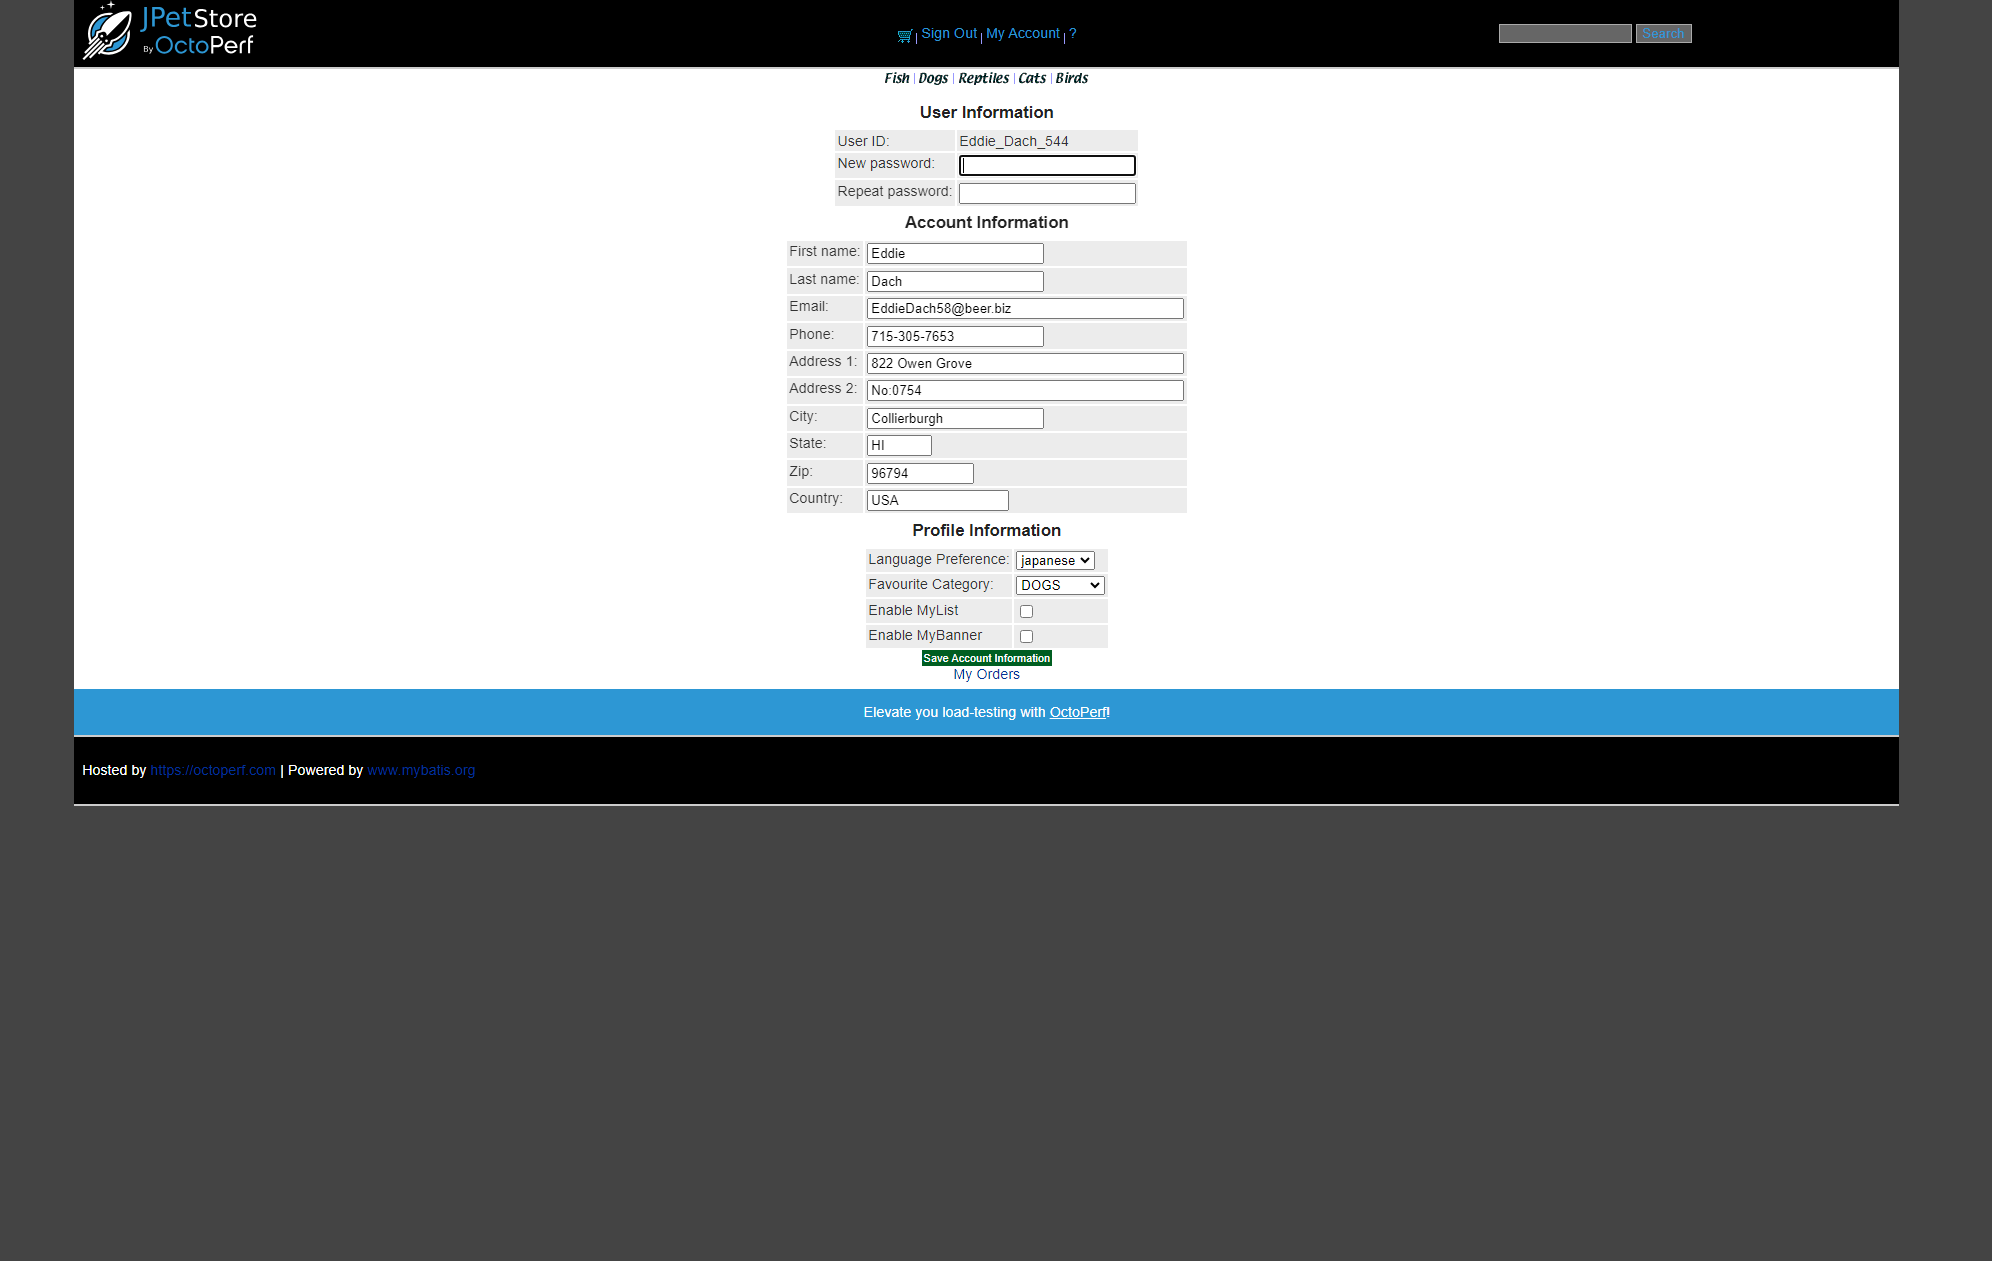 JPetStore
By OctoPerf
Sign Out | My Account | ?
Search
Fish | Dogs | Reptiles | Cats | Birds
User Information
User ID: Eddie_Dach_544
New password:
Repeat password:
Account Information
First name: Eddie
Last name: Dach
Email: EddieDach58@beer.biz
Phone: 715-305-7653
Address 1: 822 Owen Grove
Address 2: No:0754
City: Collierburgh
State: HI
Zip: 96794
Country: USA
Profile Information
Language Preference: japanese
Favourite Category: DOGS
Enable MyList
Enable MyBanner
Save Account Information
My Orders
Elevate you load-testing with OctoPerf!
Hosted by https://octoperf.com | Powered by www.mybatis.org